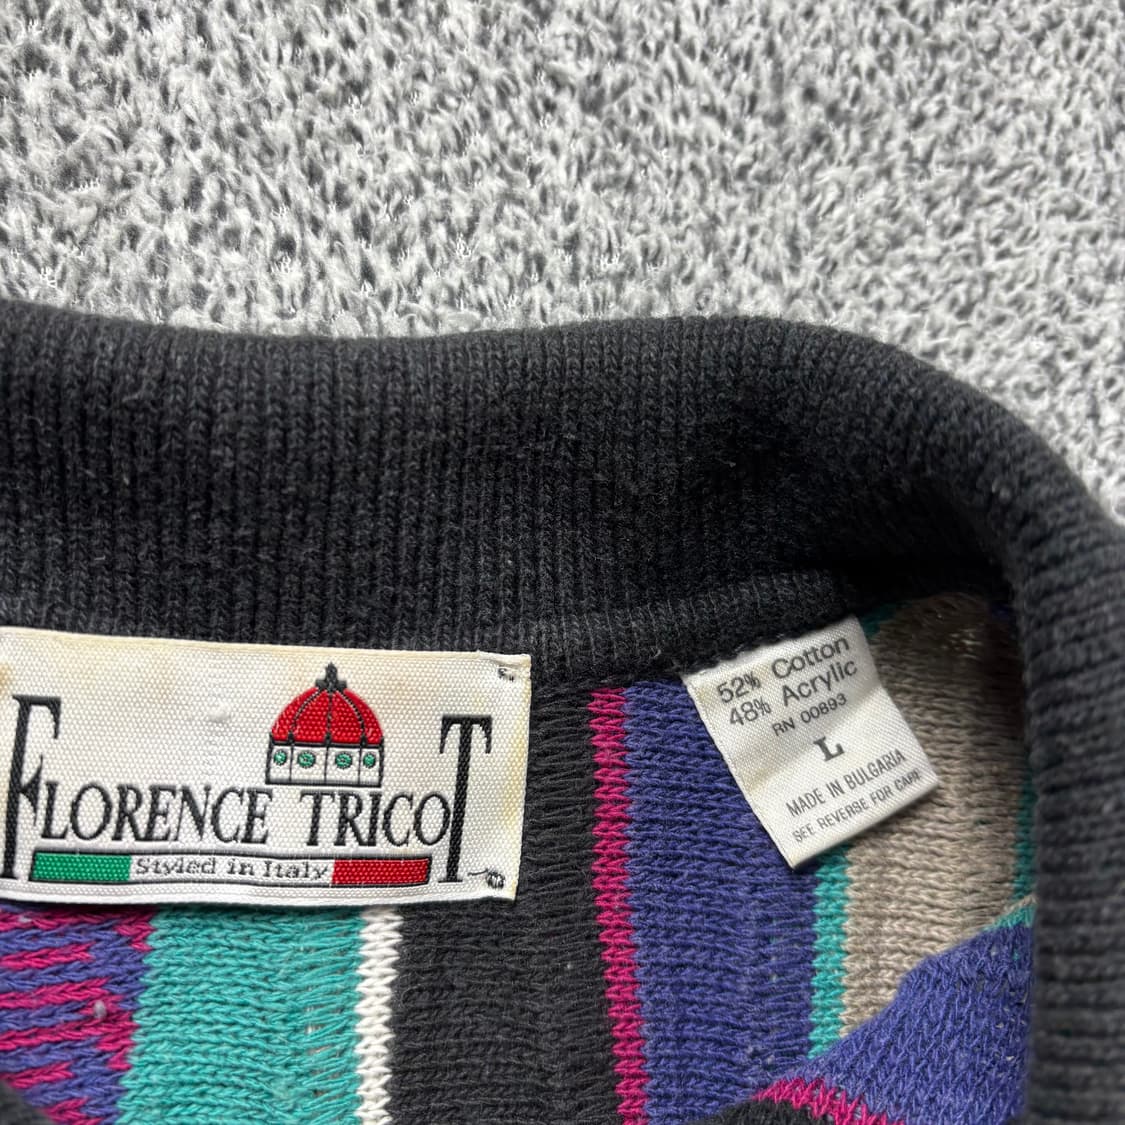 FLORENCE TRICOT
Styled in Italy
52% Cotton
48% Acrylic
RN 00893
L
MADE IN BULGARIA
SEE REVERSE FOR CARE